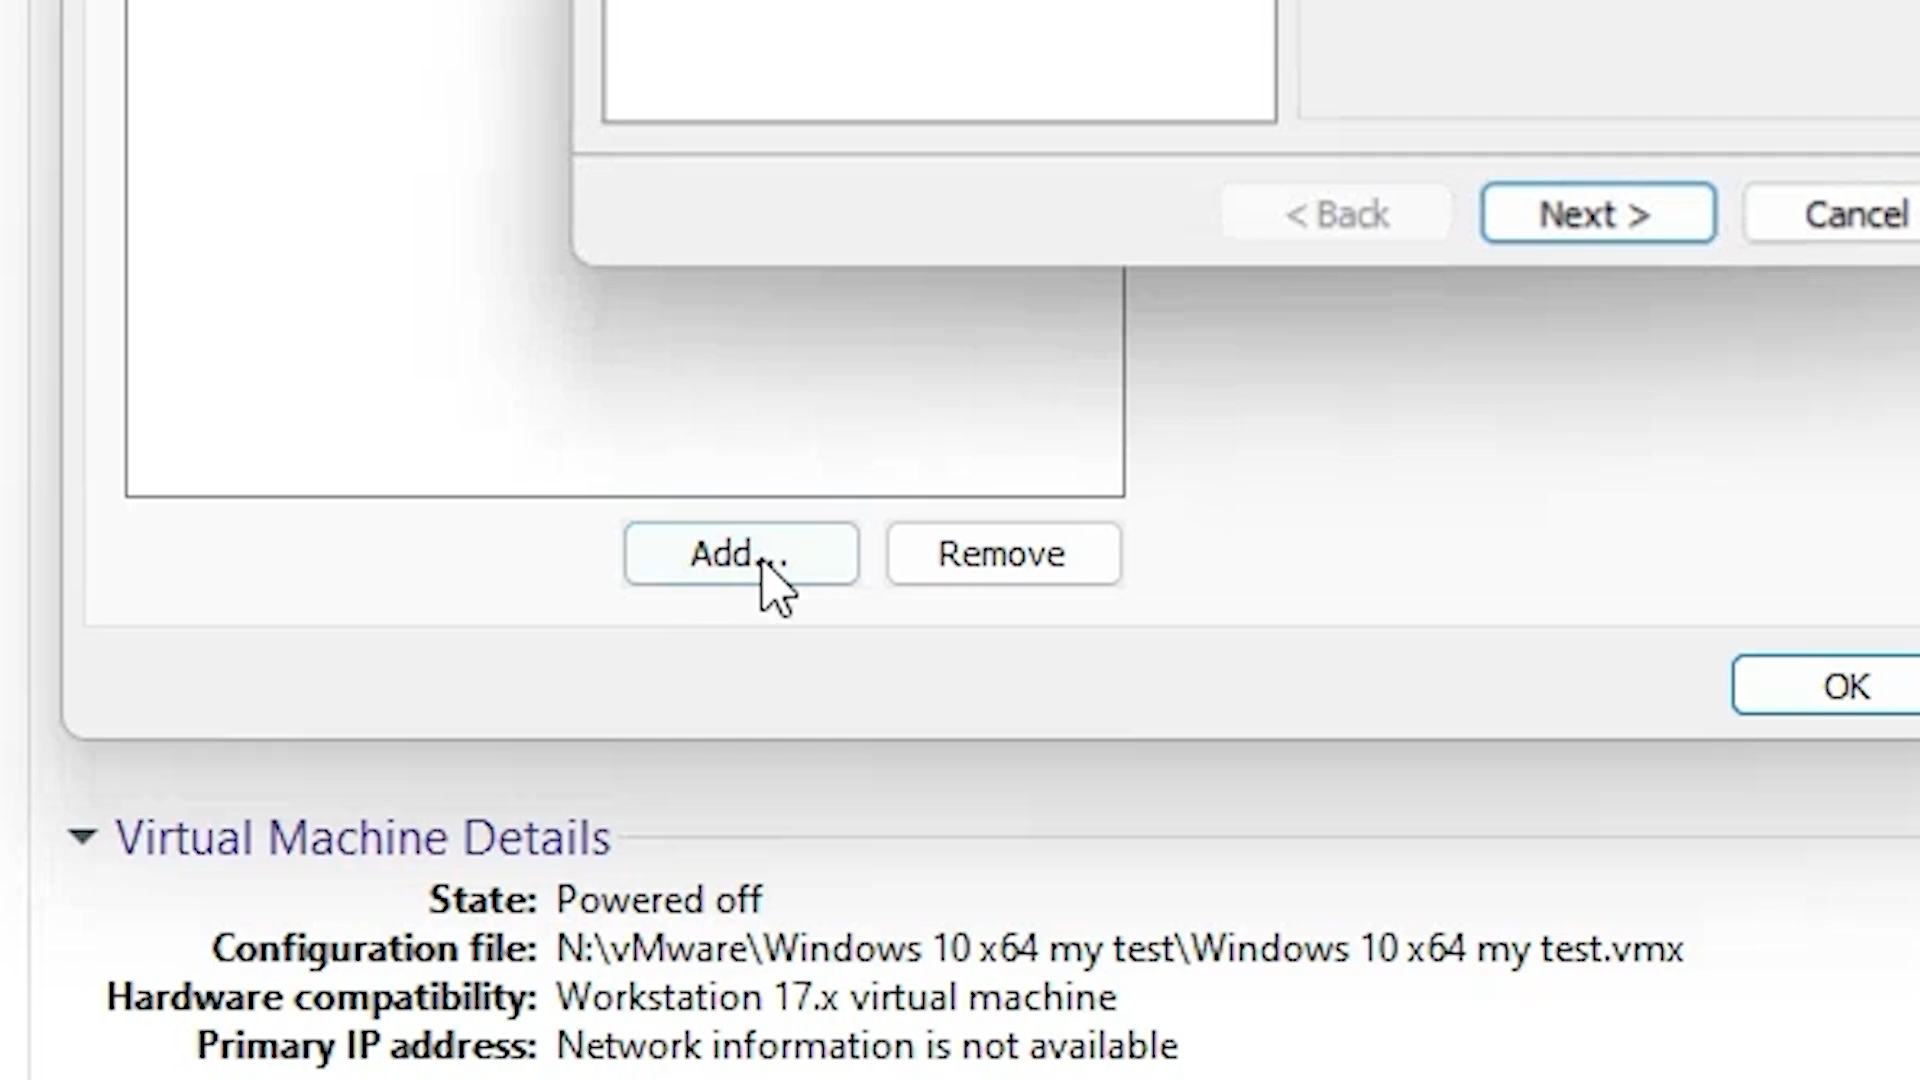 < Back Next > Cancel
Add... Remove
OK
Virtual Machine Details
State: Powered off
Configuration file: N:\vMware\Windows 10 x64 my test\Windows 10 x64 my test.vmx
Hardware compatibility: Workstation 17.x virtual machine
Primary IP address: Network information is not available